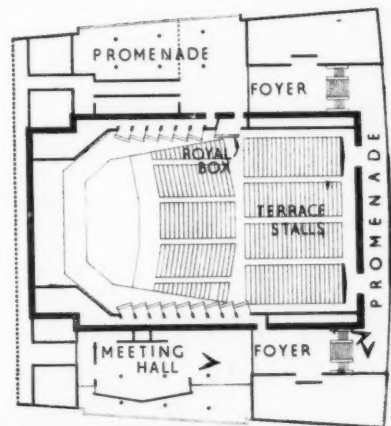 PROMENADE
FOYER
ROYAL
BOX
TERRACE
STALLS
PROMENADE
MEETING
HALL
FOYER